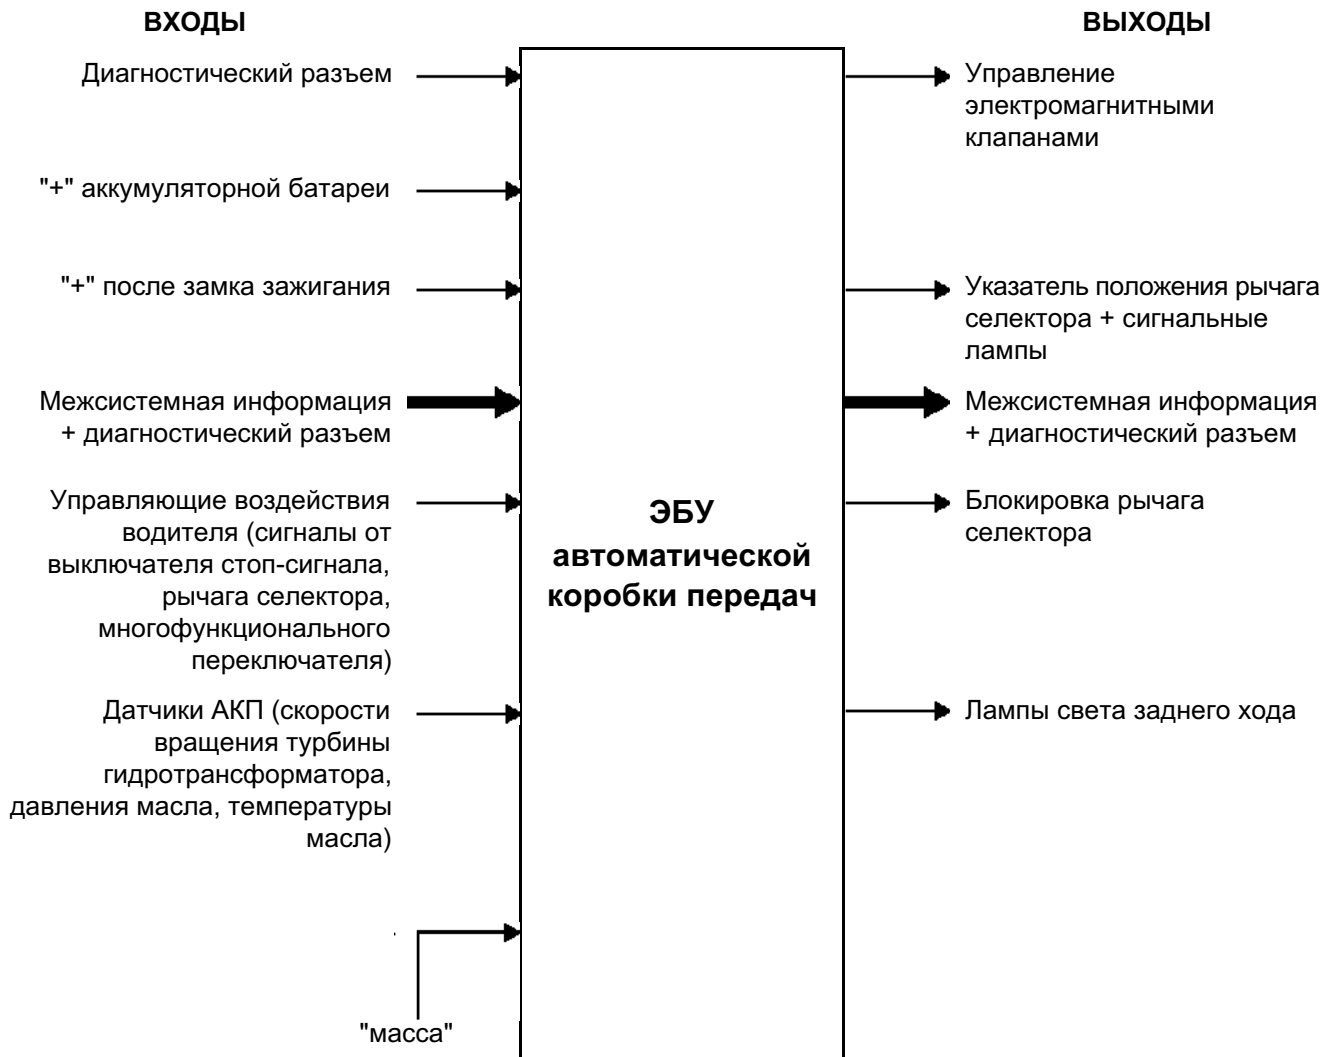 ВХОДЫ
ВЫХОДЫ
Диагностический разъем
"+" аккумуляторной батареи
"+" после замка зажигания
Межсистемная информация
+ диагностический разъем
Управляющие воздействия
водителя (сигналы от
выключателя стоп-сигнала,
рычага селектора,
многофункционального
переключателя)
Датчики АКП (скорости
вращения турбины
гидротрансформатора,
давления масла, температуры
масла)
"масса"
ЭБУ
автоматической
коробки передач
Управление
электромагнитными
клапанами
Указатель положения рычага
селектора + сигнальные
лампы
Межсистемная информация
+ диагностический разъем
Блокировка рычага
селектора
Лампы света заднего хода